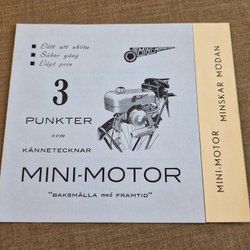 Lätt att sköta
Säker gång
Lågt pris
MINI-MOTOR
3
PUNKTER
som
KÄNNETECKNAR
MINI-MOTOR
"BAKSMÄLLA med FRAMTID"
MINI-MOTOR MINSKAR MÖDAN